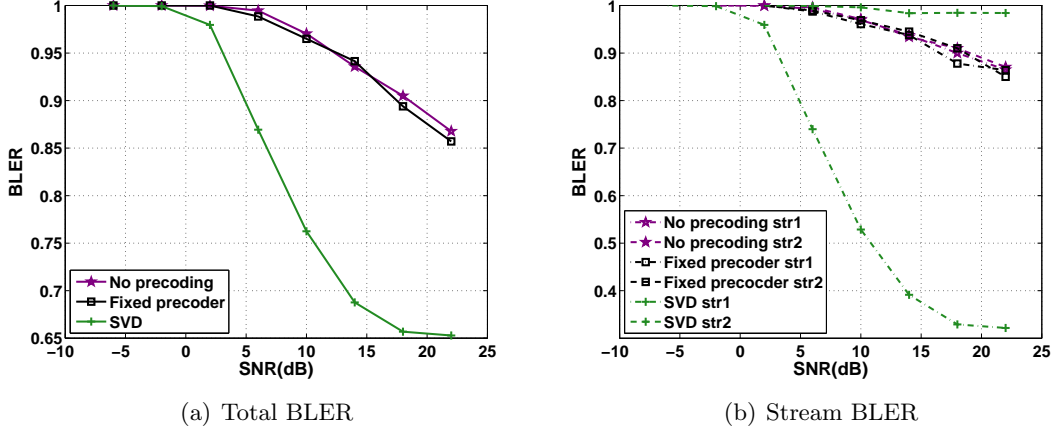 1
0.95
0.9
0.85
0.8
0.75
0.7
0.65
BLER
No precoding
Fixed precoder
SVD
−10 −5 0 5 10 15 20 25
SNR(dB)
(a) Total BLER
1
0.9
0.8
0.7
0.6
0.5
0.4
BLER
No precoding str1
No precoding str2
Fixed precoder str1
Fixed precocder str2
SVD str1
SVD str2
−10 −5 0 5 10 15 20 25
SNR(dB)
(b) Stream BLER